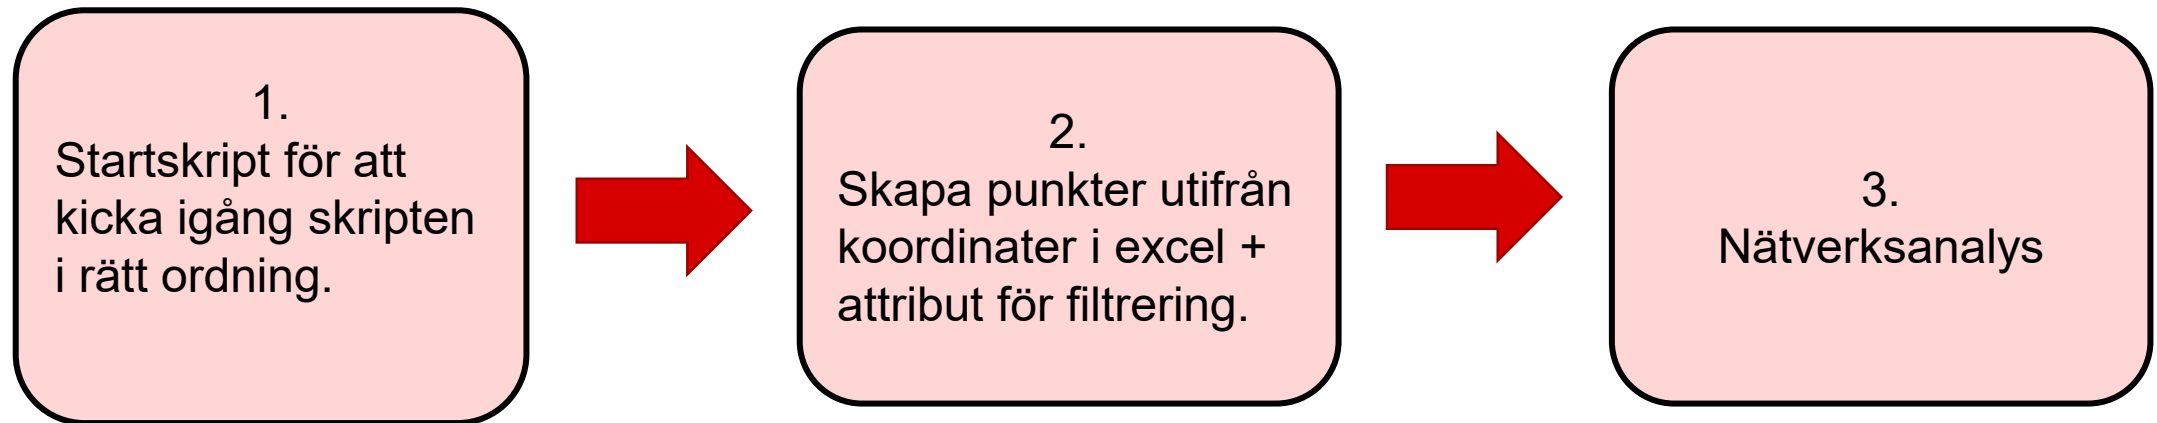 1.
Startskript för att
kicka igång skripten
i rätt ordning.
2.
Skapa punkter utifrån
koordinater i excel +
attribut för filtrering.
3.
Nätverksanalys